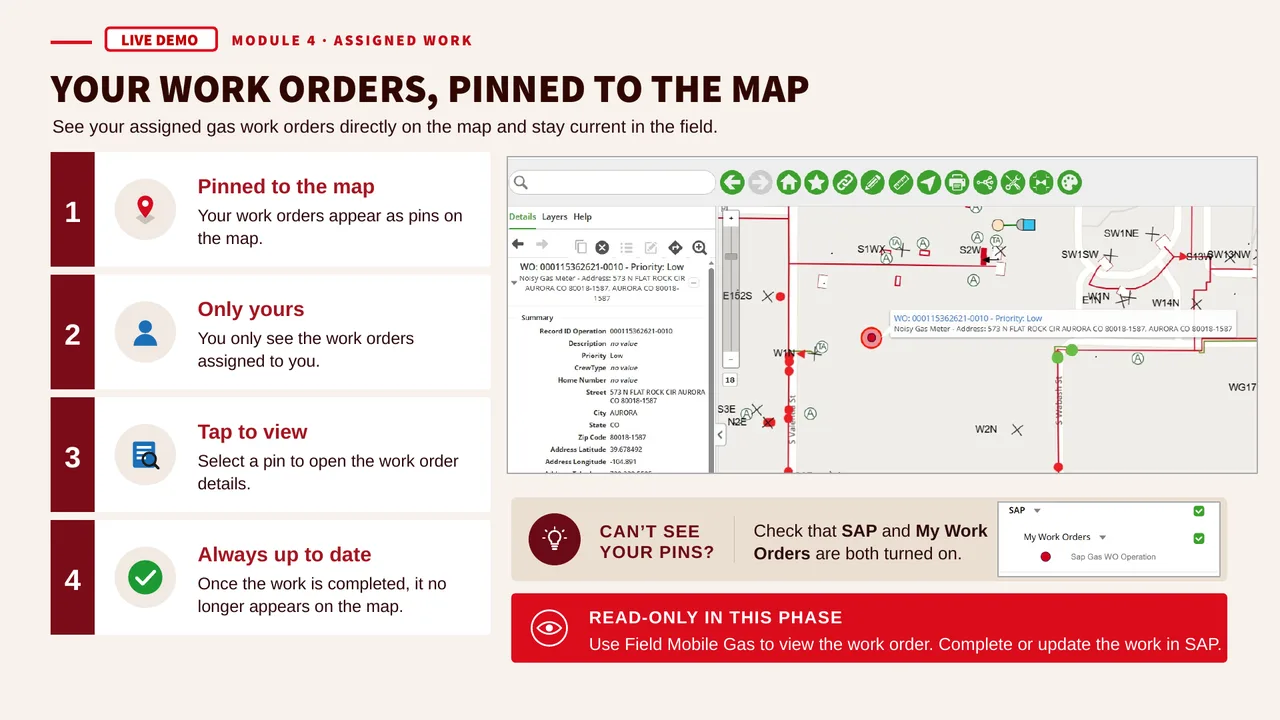 LIVE DEMO
MODULE 4 · ASSIGNED WORK
YOUR WORK ORDERS, PINNED TO THE MAP
See your assigned gas work orders directly on the map and stay current in the field.
1
Pinned to the map
Your work orders appear as pins on
the map.
2
Only yours
You only see the work orders
assigned to you.
3
Tap to view
Select a pin to open the work order
details.
4
Always up to date
Once the work is completed, it no
longer appears on the map.
Details Layers Help
WO: 000115362621-0010 - Priority: Low
Noisy Gas Meter - Address: 573 N FLAT ROCK CIR
AURORA CO 80018-1587, AURORA CO 80018-
1587
Summary
Record ID Operation 000115362621-0010
Description no value
Priority Low
CrewType no value
Home Number no value
Street 573 N FLAT ROCK CIR AURORA
CO 80018-1587
City AURORA
State CO
Zip Code 80018-1587
Address Latitude 39.678492
Address Longitude -104.891
+
−
18
S1WX
TA
A
A
A
S2W
TA
A
SW1NE
SW1SW
S13W
W14N
E152S
W1N
TA
WO: 000115362621-0010 - Priority: Low
Noisy Gas Meter - Address: 573 N FLAT ROCK CIR AURORA CO 80018-1587, AURORA CO 80018-1587
A
WG17
S3E
A
N2E
A
S Valentia St
S Wabash St
W2N
CAN’T SEE
YOUR PINS?
Check that SAP and My Work
Orders are both turned on.
SAP
My Work Orders
Sap Gas WO Operation
READ-ONLY IN THIS PHASE
Use Field Mobile Gas to view the work order. Complete or update the work in SAP.